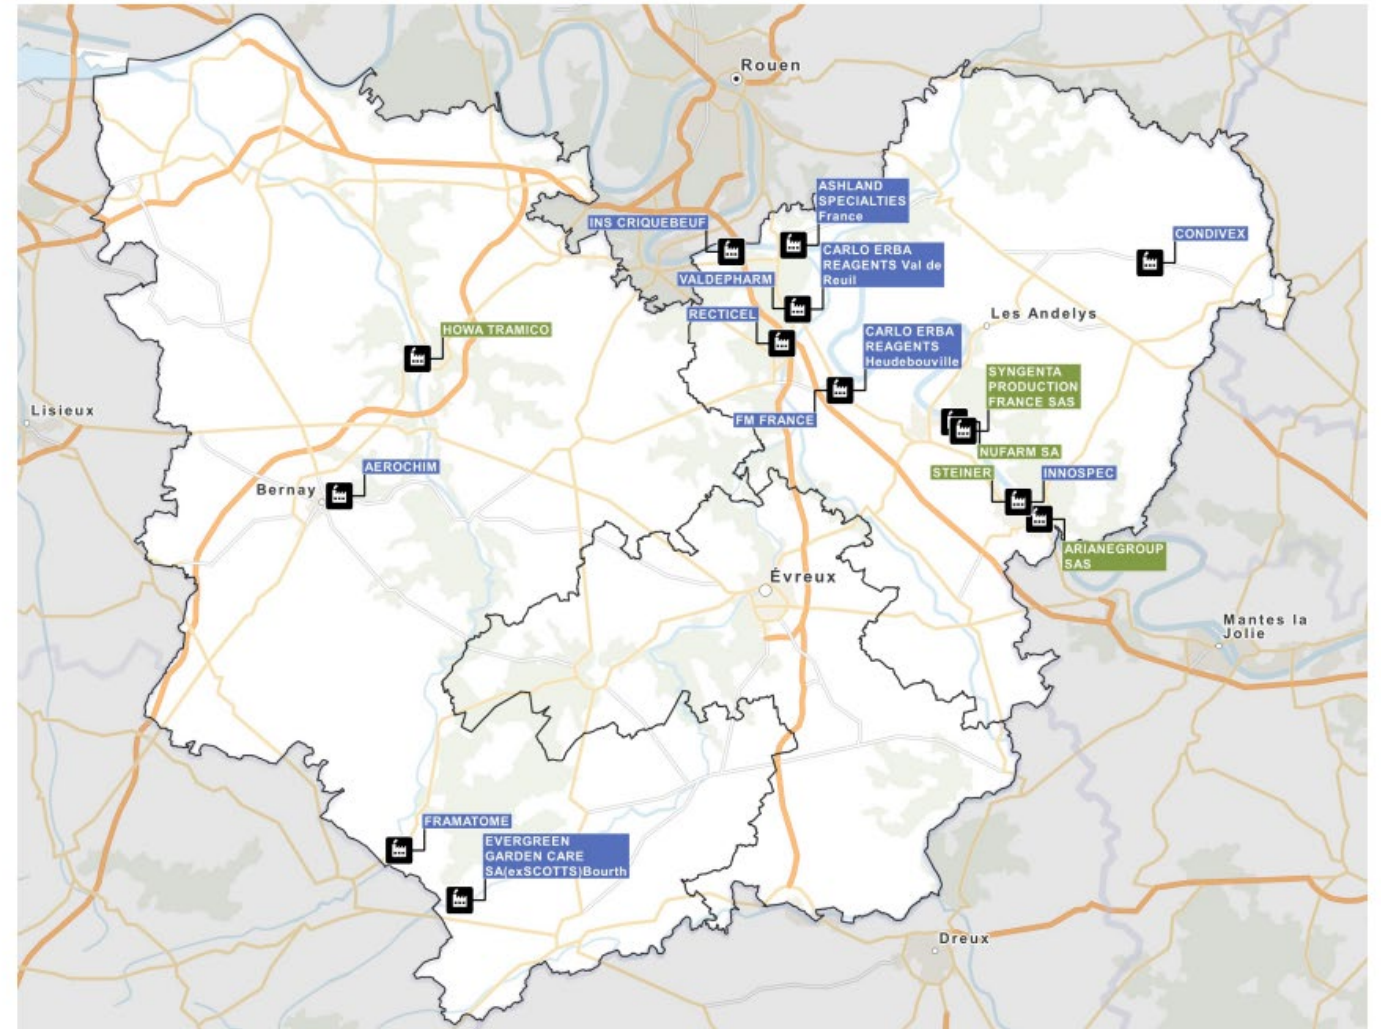 Rouen
ASHLAND
SPECIALTIES
France
INS CRIQUEBEUF
CONDIVEX
CARLO ERBA
REAGENTS Val de
Reuil
VALDEPHARM
RECTICEL
Les Andelys
HOWA TRAMICO
CARLO ERBA
REAGENTS
Heudebouville
SYNGENTA
PRODUCTION
FRANCE SAS
Lisieux
FM FRANCE
NUFARM SA
AEROCHIM
STEINER
INNOSPEC
Bernay
ARIANEGROUP
SAS
Évreux
Mantes la
Jolie
FRAMATOME
EVERGREEN
GARDEN CARE
SA(exSCOTTS)Bourth
Dreux